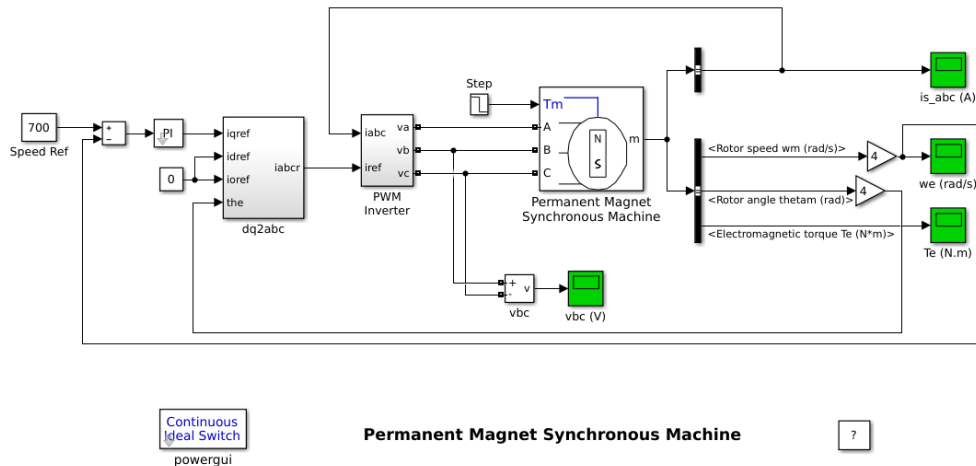 Step
700
+
−
Speed Ref
PI
iqref
idref
ioref
the
iabcr
0
dq2abc
iabc
iref
va
vb
vc
PWM
Inverter
Tm
A
B
C
N
S
m
Permanent Magnet
Synchronous Machine
is_abc (A)
<Rotor speed wm (rad/s)>
4
we (rad/s)
<Rotor angle thetam (rad)>
4
<Electromagnetic torque Te (N*m)>
Te (N.m)
+
-
v
vbc
vbc (V)
Continuous
Ideal Switch
powergui
Permanent Magnet Synchronous Machine
?